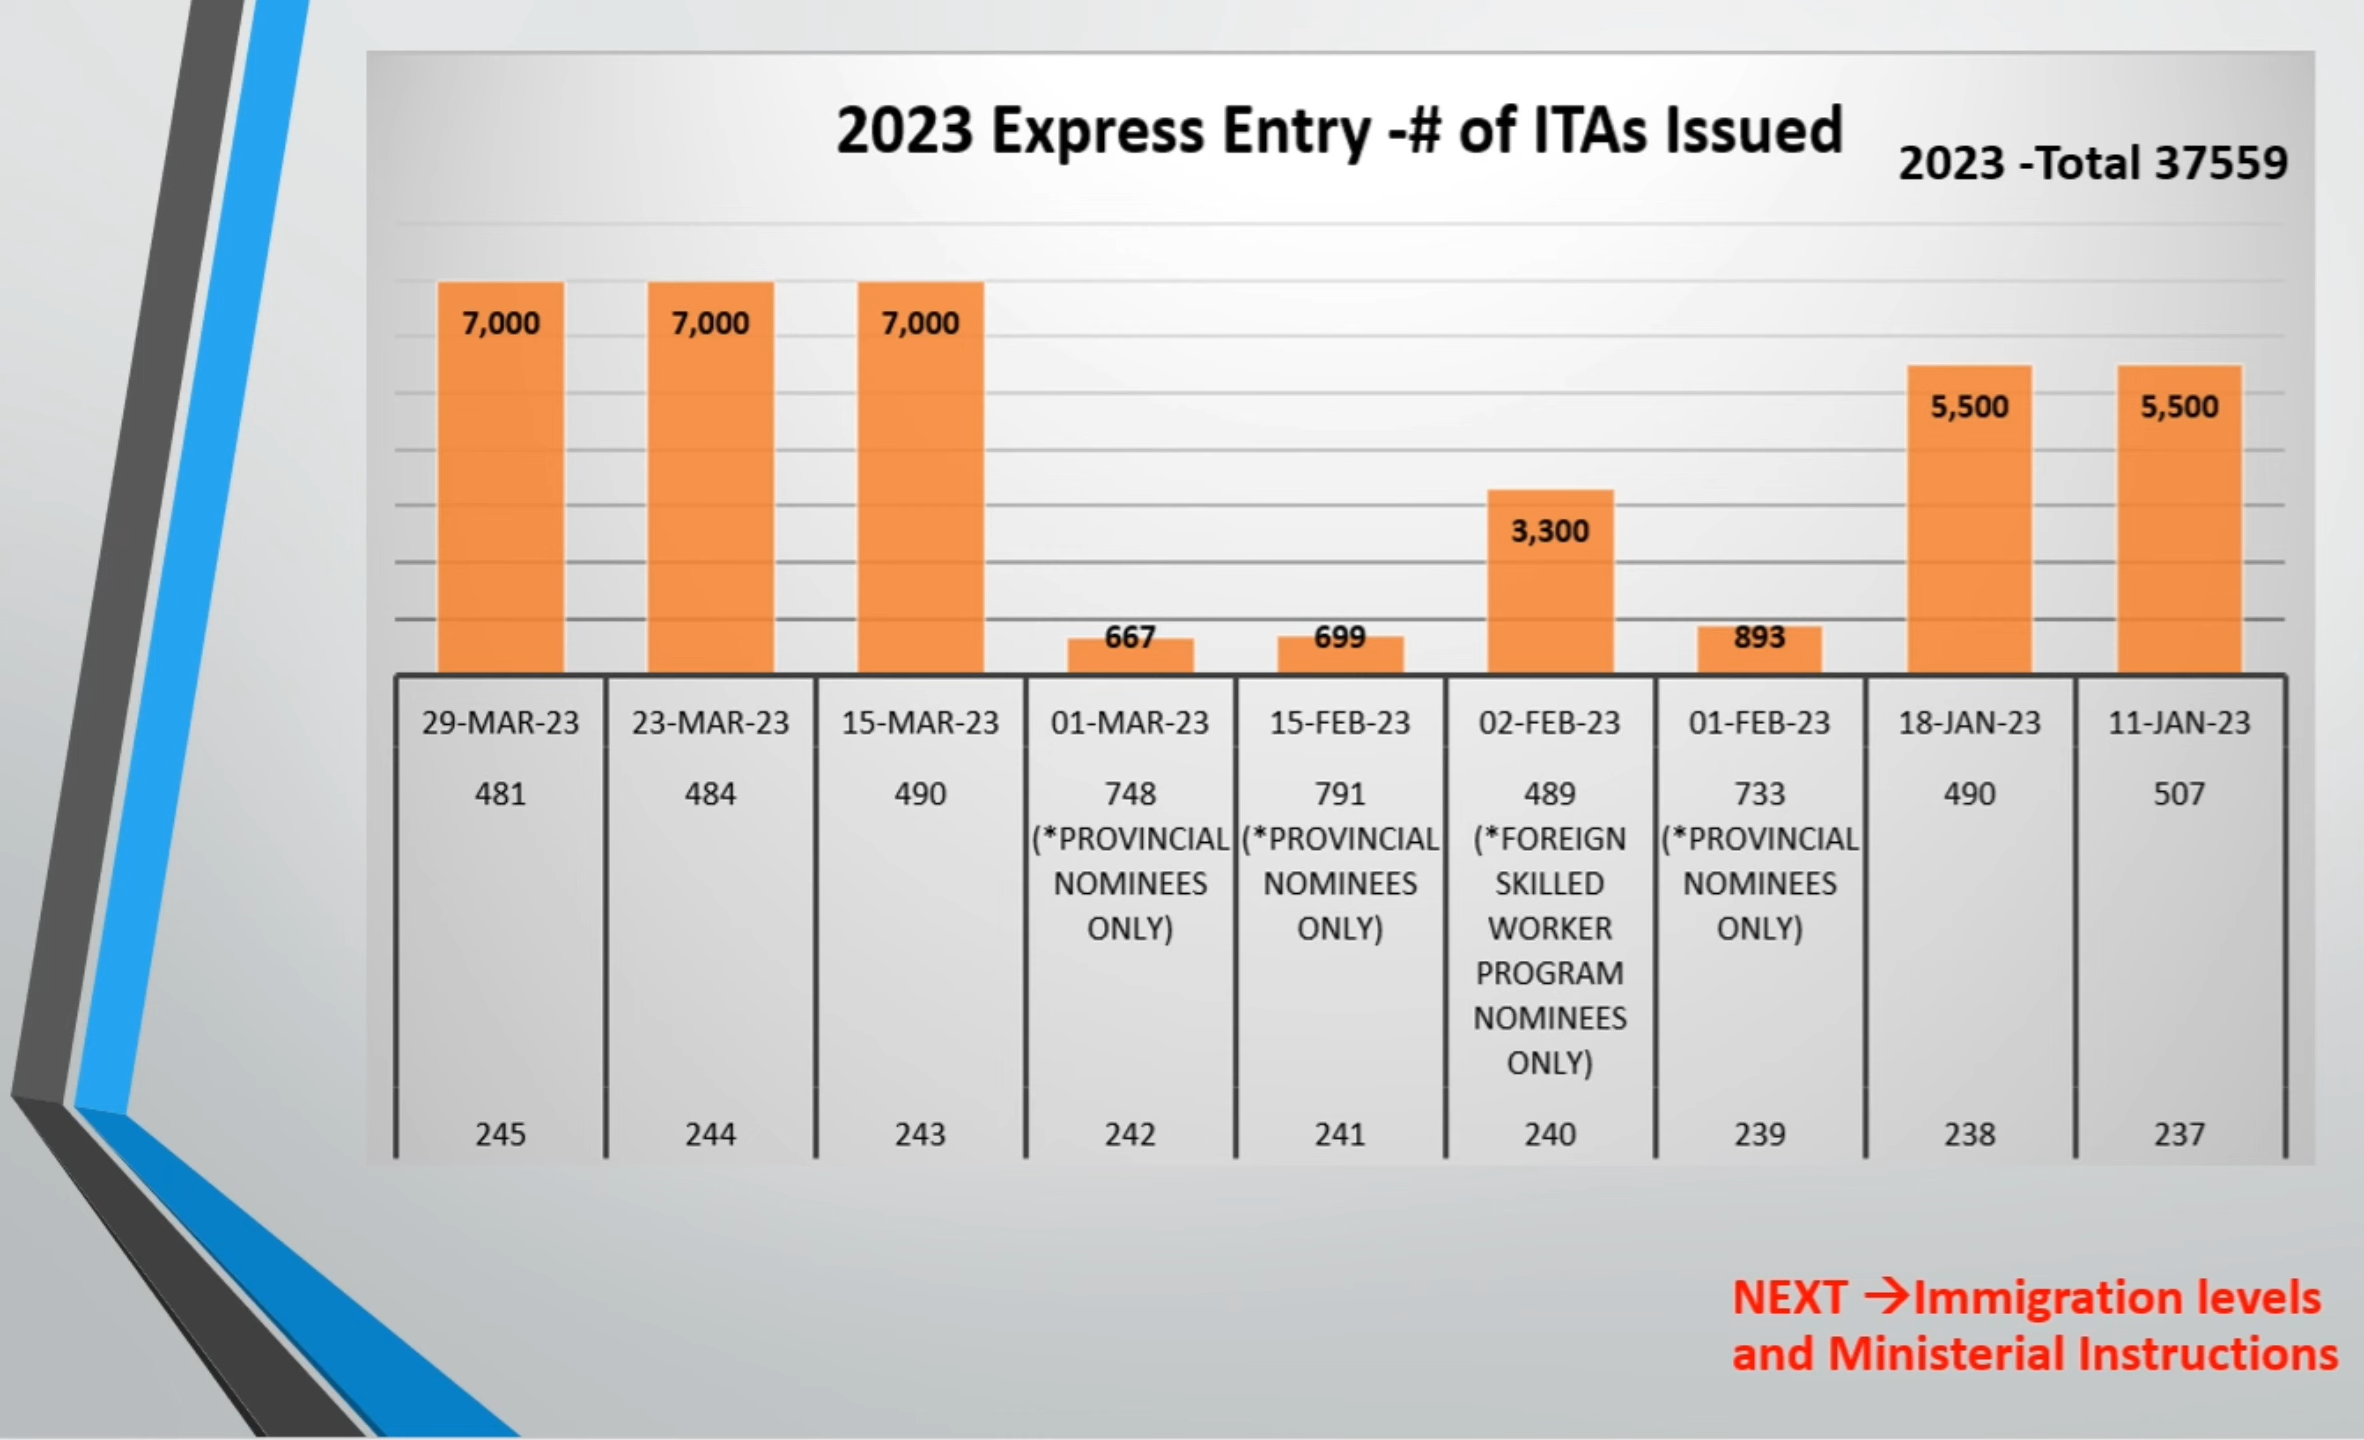 2023 Express Entry -# of ITAs Issued
2023 -Total 37559
7,000 7,000 7,000 667 699 3,300 893 5,500 5,500
29-MAR-23 23-MAR-23 15-MAR-23 01-MAR-23 15-FEB-23 02-FEB-23 01-FEB-23 18-JAN-23 11-JAN-23
481 484 490 748 791 489 733 490 507
(*PROVINCIAL (*PROVINCIAL (*FOREIGN (*PROVINCIAL
NOMINEES NOMINEES SKILLED NOMINEES
ONLY) ONLY) WORKER ONLY)
PROGRAM
NOMINEES
ONLY)
245 244 243 242 241 240 239 238 237
NEXT →Immigration levels
and Ministerial Instructions